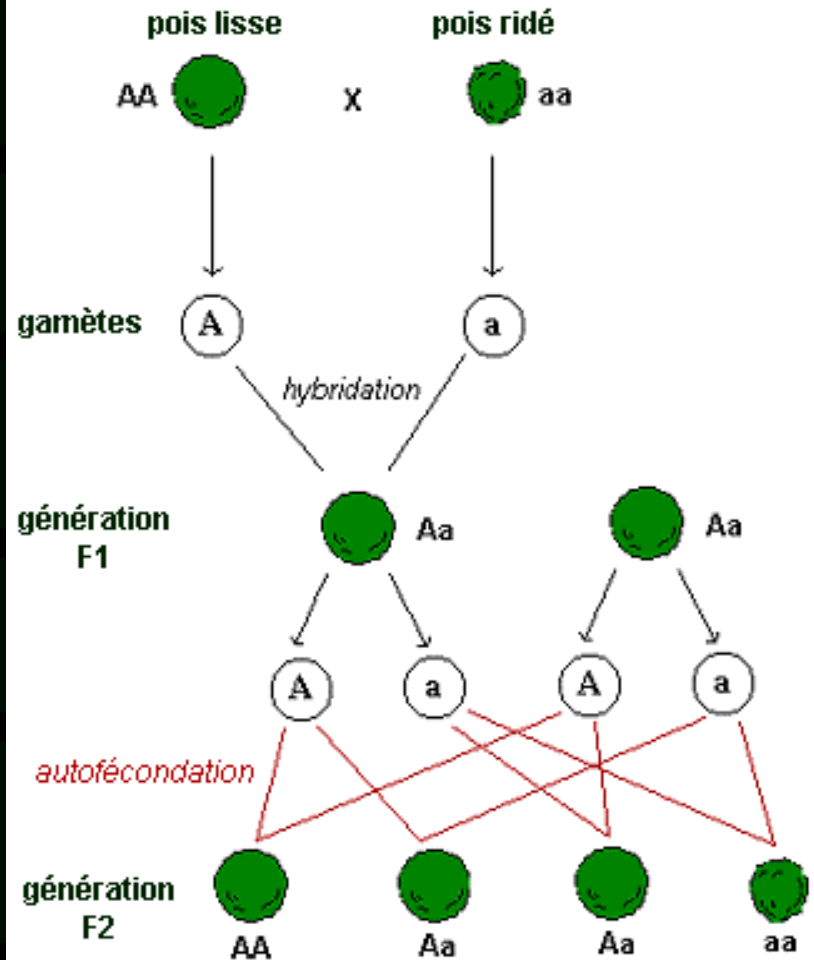 pois lisse
pois ridé
AA
X
aa
gamètes
A
a
hybridation
génération
F1
Aa
Aa
A
a
A
a
autofécondation
génération
F2
AA
Aa
Aa
aa